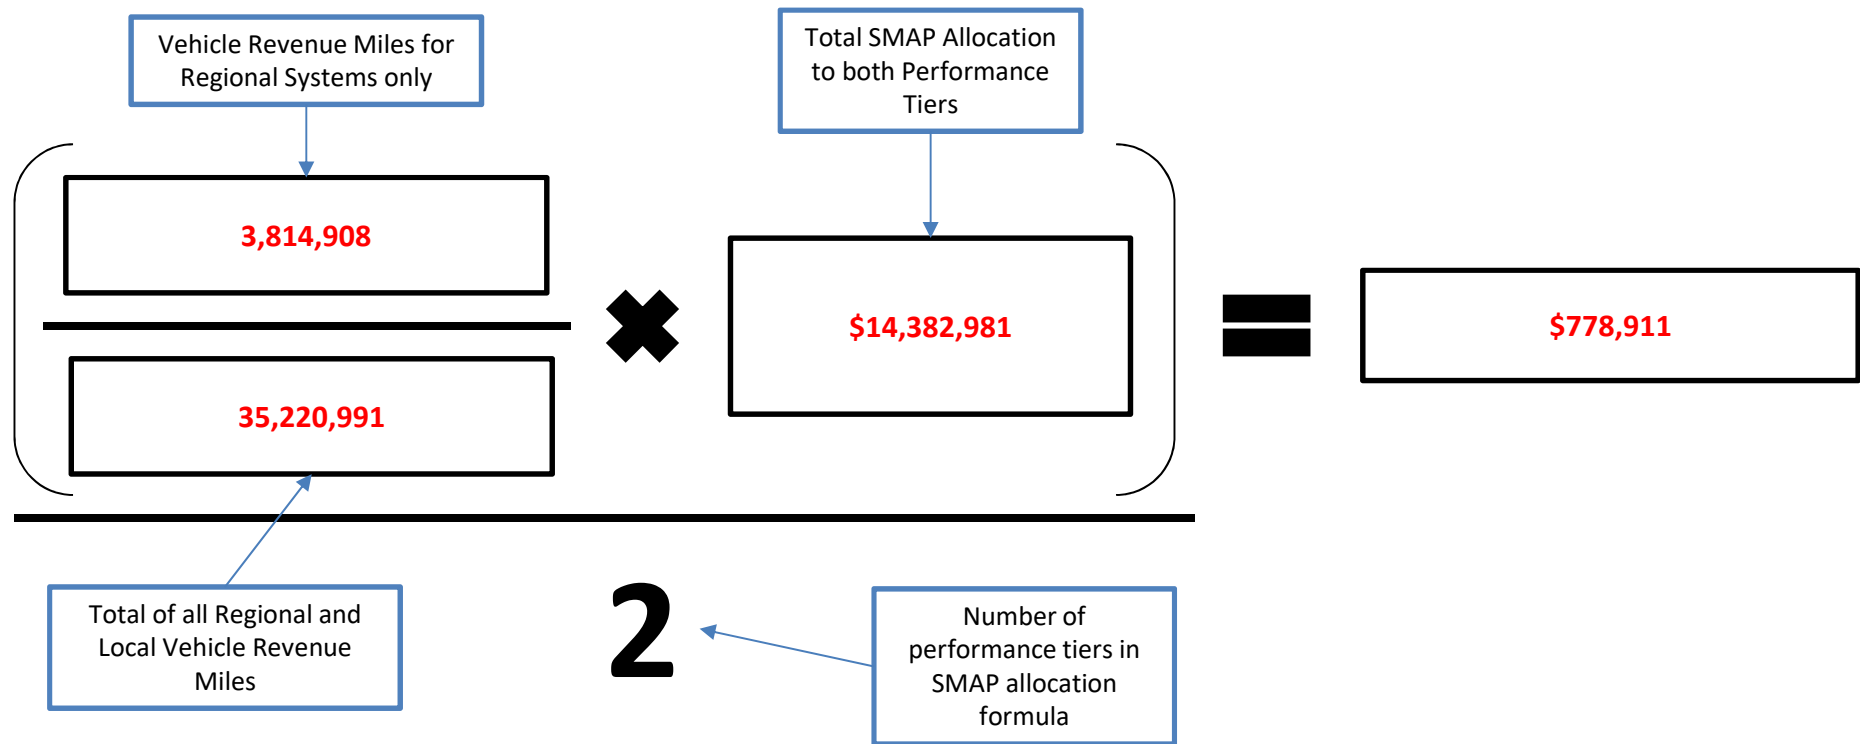 Vehicle Revenue Miles for
Regional Systems only
Total SMAP Allocation
to both Performance
Tiers
3,814,908
35,220,991
$14,382,981
$778,911
Total of all Regional and
Local Vehicle Revenue
Miles
2
Number of
performance tiers in
SMAP allocation
formula